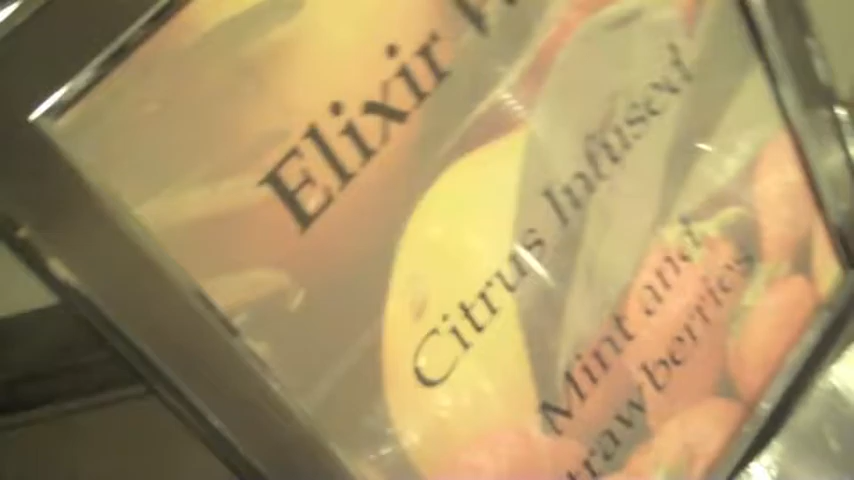 Elixir
Citrus Infused
Mint and
trawberries